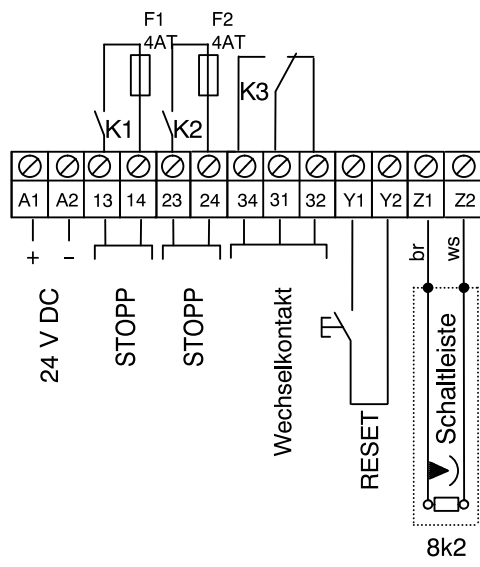 F1
F2
4AT
4AT
K1
K2
K3
A1 A2 13 14 23 24 34 31 32 Y1 Y2 Z1 Z2
+ −
br
ws
24 V DC
STOPP
STOPP
Wechselkontakt
RESET
Schaltleiste
8k2